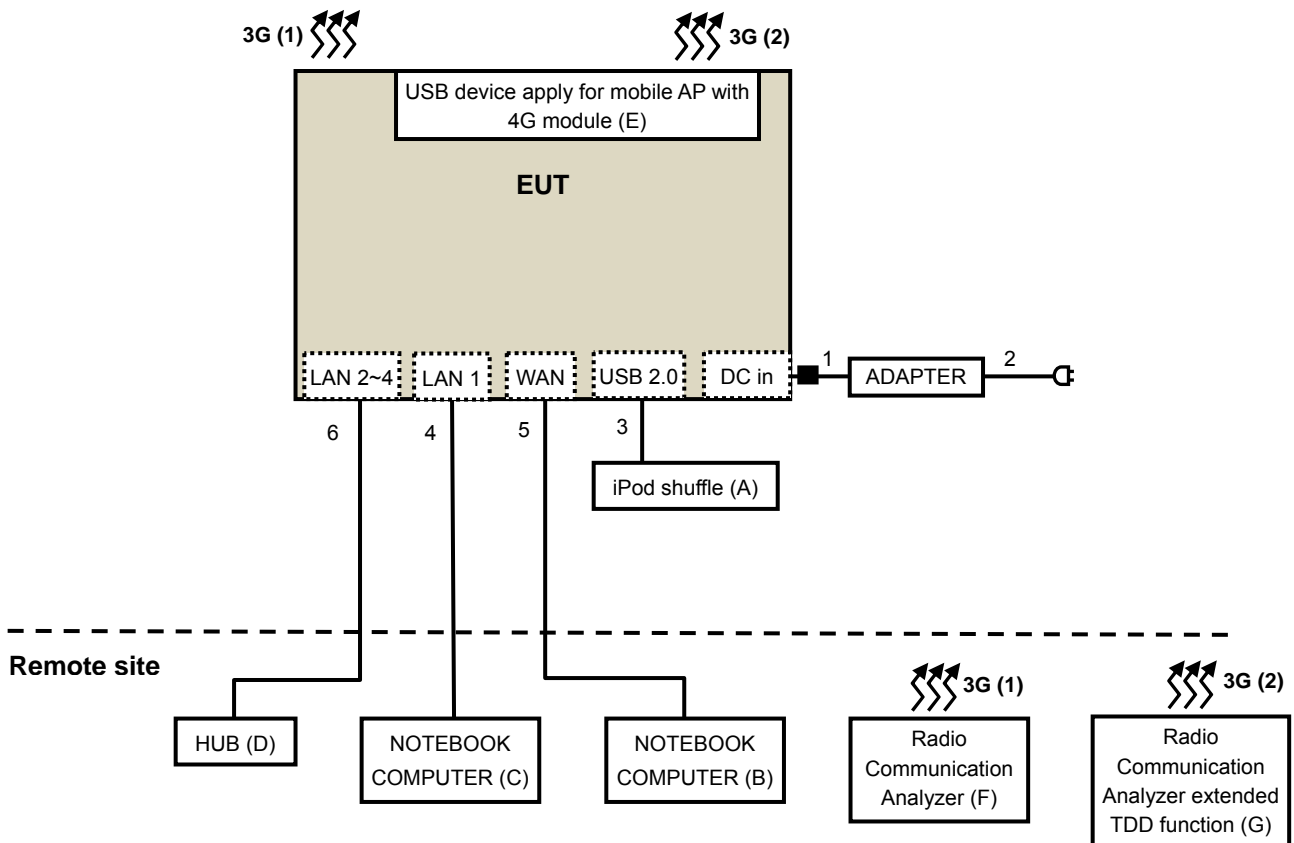 3G (1)
3G (2)
USB device apply for mobile AP with
4G module (E)
EUT
LAN 2~4
LAN 1
WAN
USB 2.0
DC in
1
ADAPTER
2
6
4
5
3
iPod shuffle (A)
Remote site
3G (1)
3G (2)
HUB (D)
NOTEBOOK
COMPUTER (C)
NOTEBOOK
COMPUTER (B)
Radio
Communication
Analyzer (F)
Radio
Communication
Analyzer extended
TDD function (G)